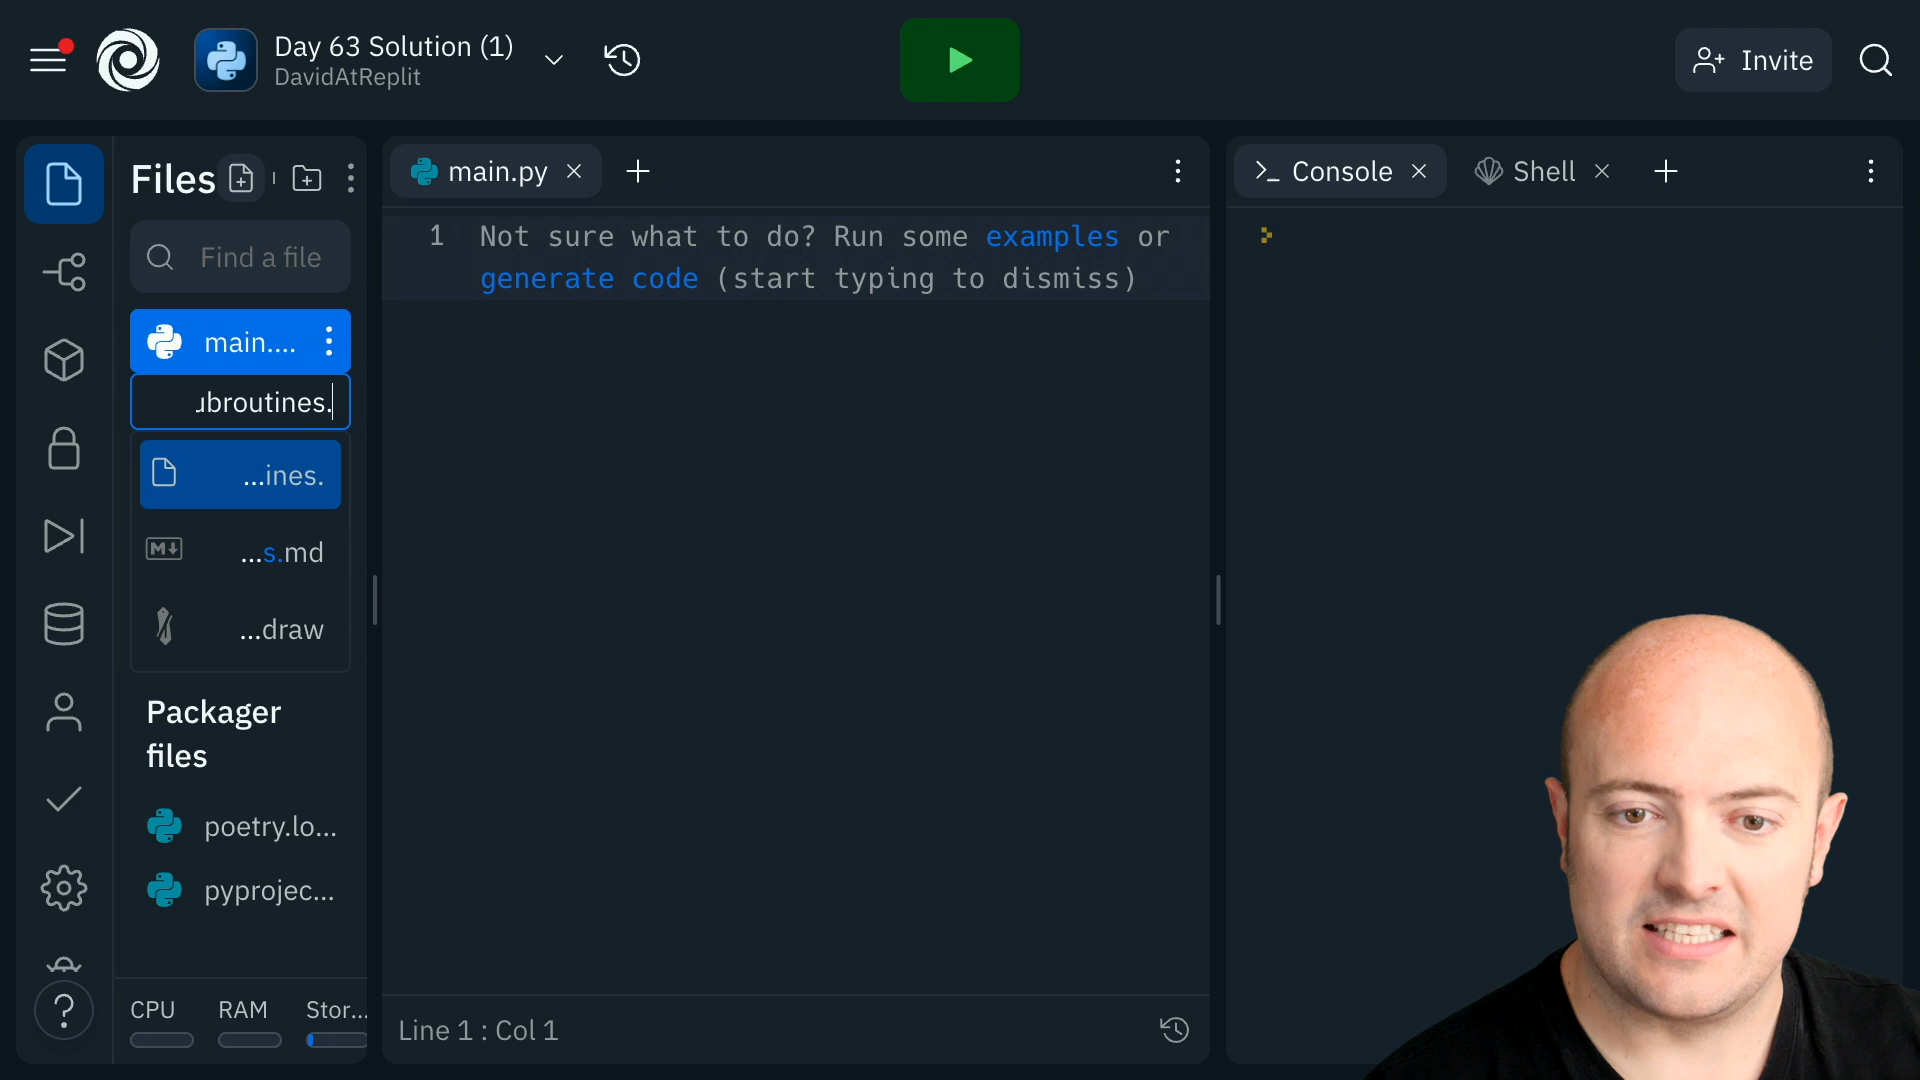 Day 63 Solution (1)
DavidAtReplit
Invite
Files
Find a file
main....
ubroutines.
...ines.
...s.md
...draw
Packager
files
poetry.lo...
pyprojec...
CPU RAM Stor...
main.py
1 Not sure what to do? Run some examples or
generate code (start typing to dismiss)
Line 1 : Col 1
Console
Shell